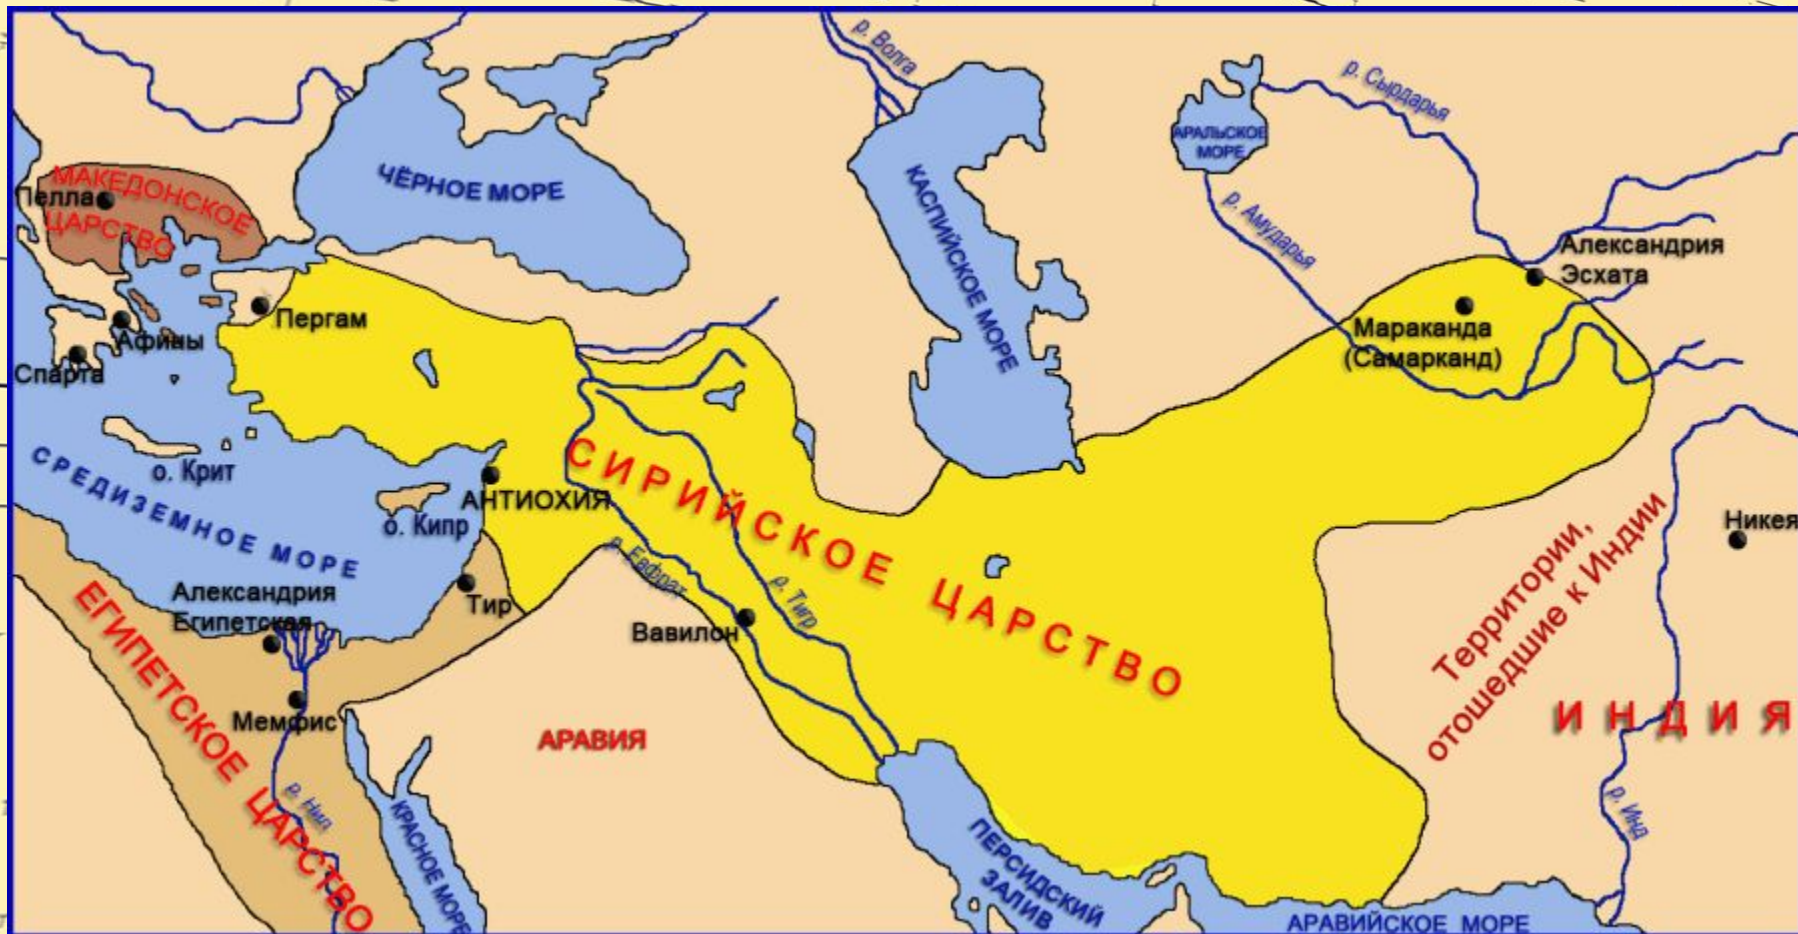 р. Волга
р. Сырдарья
АРАЛЬСКОЕ
МОРЕ
ЧЁРНОЕ МОРЕ
КАСПИЙСКОЕ МОРЕ
р. Амударья
МАКЕДОНСКОЕ
ЦАРСТВО
Пелла
Александрия
Эсхата
Мараканда
(Самарканд)
Пергам
Афины
Спарта
о. Крит
СРЕДИЗЕМНОЕ МОРЕ
АНТИОХИЯ
о. Кипр
СИРИЙСКОЕ ЦАРСТВО
Никея
р. Евфрат
р. Тигр
Тир
Вавилон
Александрия
Египетская
Мемфис
ЕГИПЕТСКОЕ ЦАРСТВО
р. Нил
АРАВИЯ
КРАСНОЕ МОРЕ
ПЕРСИДСКИЙ
ЗАЛИВ
Территории,
отошедшие к Индии
ИНДИЯ
р. Инд
АРАВИЙСКОЕ МОРЕ